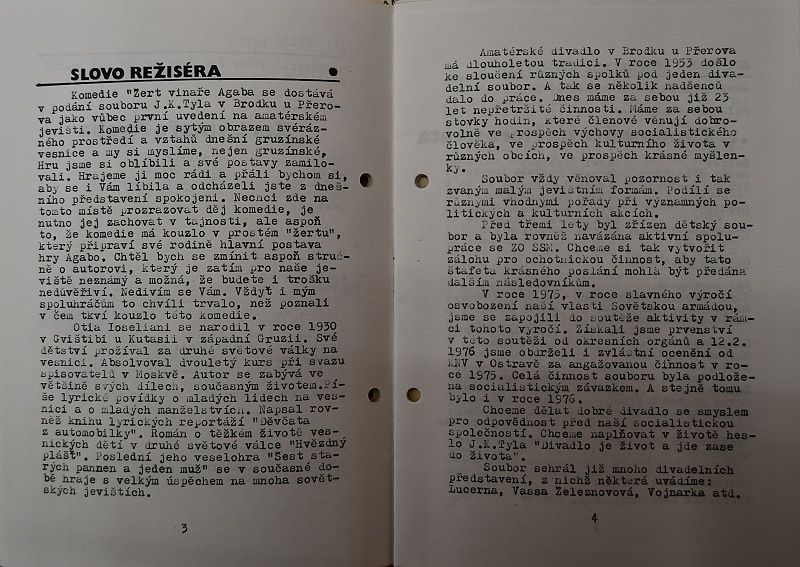 SLOVO REŽISÉRA
Komedie "Žert vinaře Agaba se dostává
v podání souboru J.K.Tyla v Brodku u Přero-
va jako vůbec první uvedení na amatérském
jevišti. Komedie je sytým obrazem svéráz-
ného prostředí a vztahů dnešní gruzínské
vesnice a my si myslíme, nejen gruzínské,
Hru jsme si oblíbili a své postavy zamilo-
vali. Hrajeme ji moc rádi a přáli bychom si,
aby se i Vám líbila a odcházeli jste z dneš-
ního představení spokojeni. Nechci zde na
tomto místě prozrazovat děj komedie, je
nutno jej zachovat v tajnosti, ale aspoň
to, že komedie má kouzlo v prostém "žertu",
který připraví své rodině hlavní postava
hry Agabo. Chtěl bych se zmínit aspoň struč-
ně o autorovi, který je zatím pro naše je-
viště neznámý a možná, že budete i trošku
nedůvěřiví. Nedivím se Vám. Vždyť i mým
spoluhráčům to chvíli trvalo, než poznali
v čem tkví kouzlo této komedie.
Otia Ioseliani se narodil v roce 1930
v Gvištibi u Kutasii v západní Gruzii. Své
dětství prožíval za druhé světové války na
vesnici. Absolvoval dvouletý kurs při svazu
spisovatelů v Moskvě. Autor se zabývá ve
většině svých dílech, současným životem.Pí-
še lyrické povídky o mladých lidech na ves-
nici a o mladých manželstvích. Napsal rov-
něž knihu lyrických reportáží "Děvčata
z automobilky". Román o těžkém životě ves-
nických dětí v druhé světové válce "Hvězdný
plášť". Poslední jeho veselohra "Šest sta-
rých pannen a jeden muž" se v současné do-
bě hraje s velkým úspěchem na mnoha sovět-
ských jevištích.
3
Amatérské divadlo v Brodku u Přerova
má dlouholetou tradici. V roce 1953 došlo
ke sloučení různých spolků pod jeden diva-
delní soubor. A tak se několik nadšenců
dalo do práce. Dnes máme za sebou již 23
let nepřetržité činnosti. Máme za sebou
stovky hodin, které členové věnují dobro-
volně ve prospěch výchovy socialistického
člověka, ve prospěch kulturního života v
různých obcích, ve prospěch krásné myšlen-
ky.
Soubor vždy věnoval pozornost i tak
zvaným malým jevištním formám. Podílí se
různými vhodnými pořady při významných po-
litických a kulturních akcích.
Před třemi lety byl zřízen dětský sou-
bor a byla rovněž navázána aktivní spolu-
práce se ZO SSM. Chceme si tak vytvořit
zálohu pro ochotnickou činnost, aby tato
štafeta krásného poslání mohla být předána
dalším následovníkům.
V roce 1975, v roce slavného výročí
osvobození naší vlasti Sovětskou armádou,
jsme se zapojili do soutěže aktivity v rám-
ci tohoto výročí. Získali jsme prvenství
v této soutěži od okresních orgánů a 12.2.
1976 jsme obdrželi i zvláštní ocenění od
KNV v Ostravě za angažovanou činnost v ro-
ce 1975. Celá činnost souboru byla podlože-
na socialistickým závazkem. A stejně tomu
bylo i v roce 1976.
Chceme dělat dobré divadlo se smyslem
pro odpovědnost před naší socialistickou
společností. Chceme naplňovat v životě hes-
lo J.K.Tyla "Divadlo je život a jde zase
do života".
Soubor sehrál již mnoho divadelních
představení, z nichž některá uvádíme:
Lucerna, Vassa Železnovová, Vojnarka atd.
4